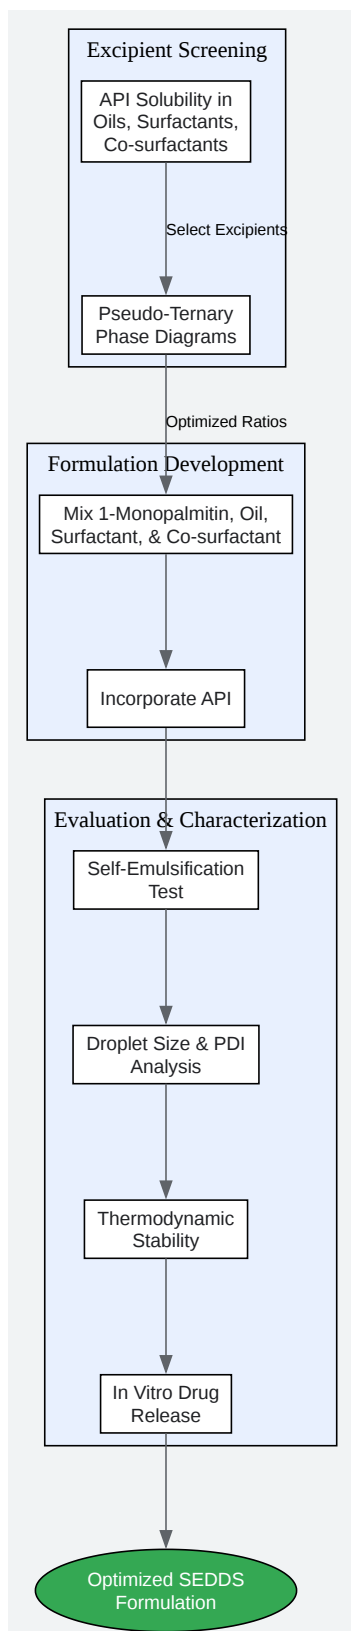 Excipient Screening
API Solubility in
Oils, Surfactants,
Co-surfactants
Select Excipients
Pseudo-Ternary
Phase Diagrams
Optimized Ratios
Formulation Development
Mix 1-Monopalmitin, Oil,
Surfactant, & Co-surfactant
Incorporate API
Evaluation & Characterization
Self-Emulsification
Test
Droplet Size & PDI
Analysis
Thermodynamic
Stability
In Vitro Drug
Release
Optimized SEDDS
Formulation